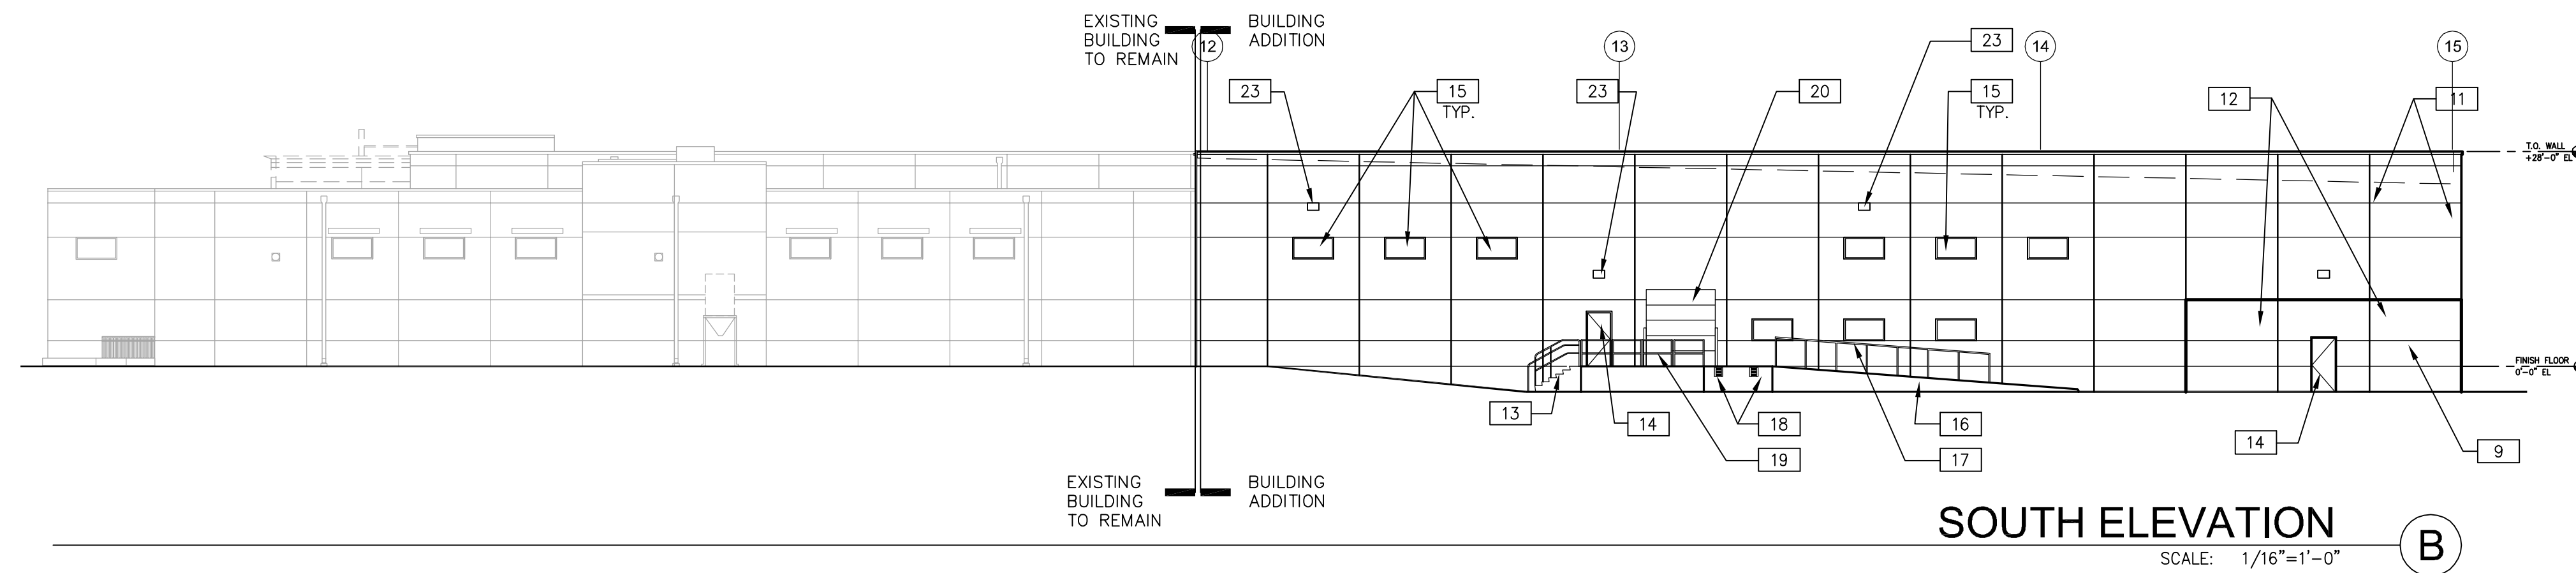 EXISTING
BUILDING
TO REMAIN
BUILDING
ADDITION
12
13
14
15
23
23
15
TYP.
23
20
15
TYP.
12
11
T.O. WALL
+28'-0" EL
FINISH FLOOR
0'-0" EL
13
14
18
16
19
17
14
9
EXISTING
BUILDING
TO REMAIN
BUILDING
ADDITION
SOUTH ELEVATION
B
SCALE: 1/16"=1'-0"